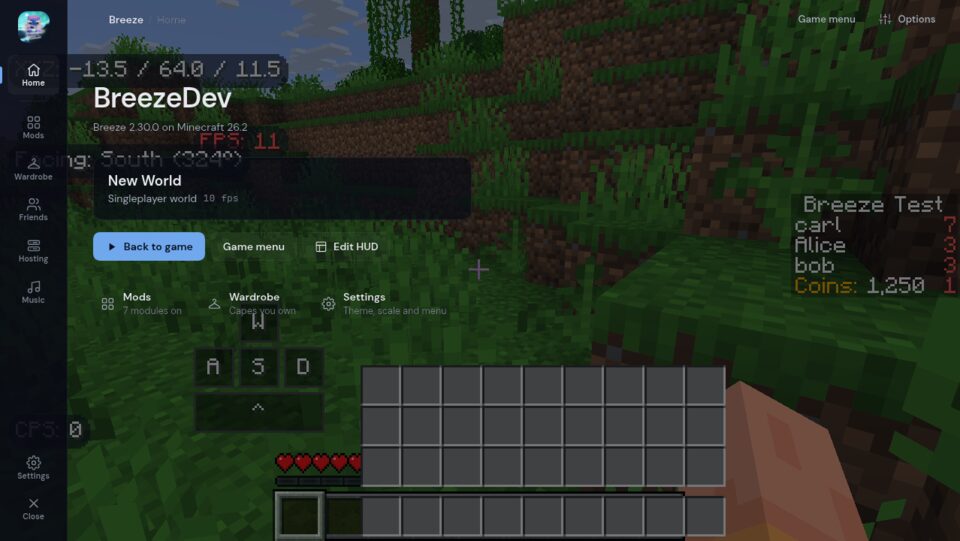 Breeze / Home
Game menu
Options
XYZ: -13.5 / 64.0 / 11.5
Home
BreezeDev
Breeze 2.30.0 on Minecraft 26.2
Mods
FPS: 11
Facing: South (324°)
Wardrobe
New World
Singleplayer world 10 fps
Friends
Breeze Test
carl 7
Alice 3
bob 3
Coins: 1,250 1
Hosting
Back to game
Game menu
Edit HUD
Music
Mods
7 modules on
Wardrobe
Capes you own
Settings
Theme, scale and menu
W
A S D
^
CPS: 0
Settings
Close